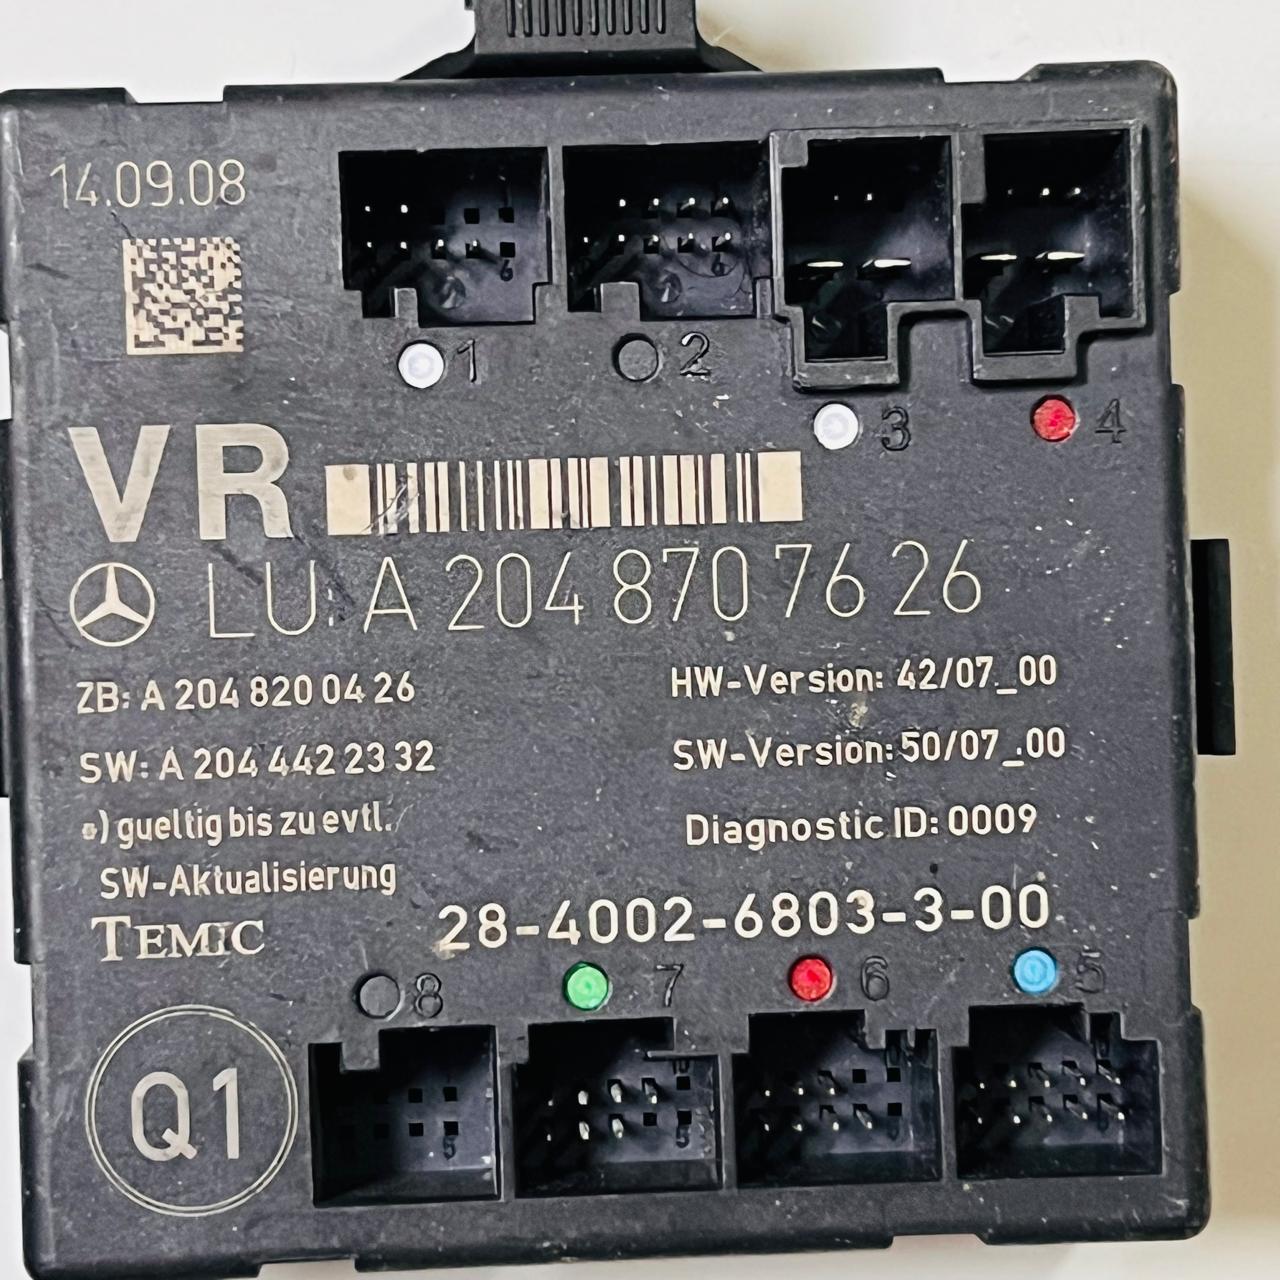 14.09.08
1
2
3
4
VR
LU: A 204 870 76 26
ZB: A 204 820 04 26
HW-Version: 42/07_00
SW: A 204 442 23 32
SW-Version: 50/07_00
*) gueltig bis zu evtl.
Diagnostic ID: 0009
SW-Aktualisierung
TEMIC
28-4002-6803-3-00
8
7
6
5
Q1